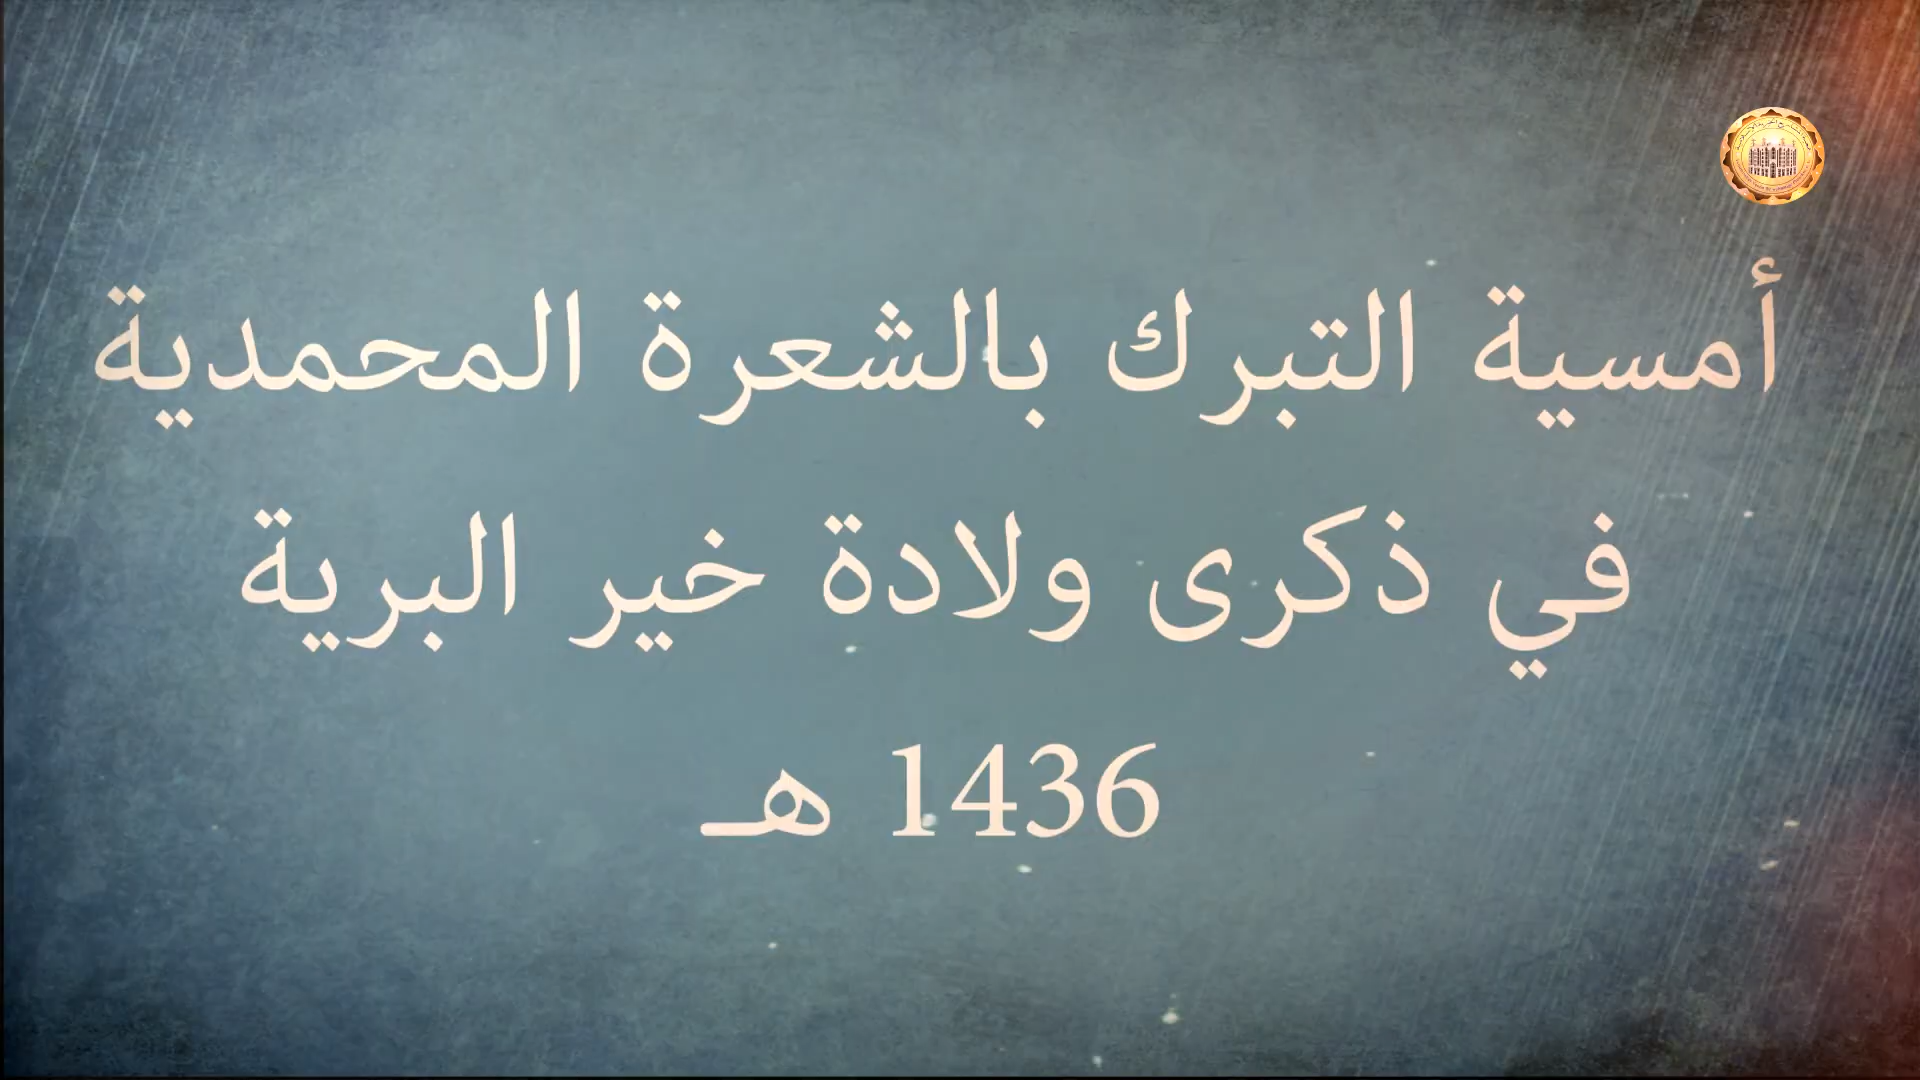 أمسية التبرك بالشعرة المحمدية
في ذكرى ولادة خير البرية
1436 هـ